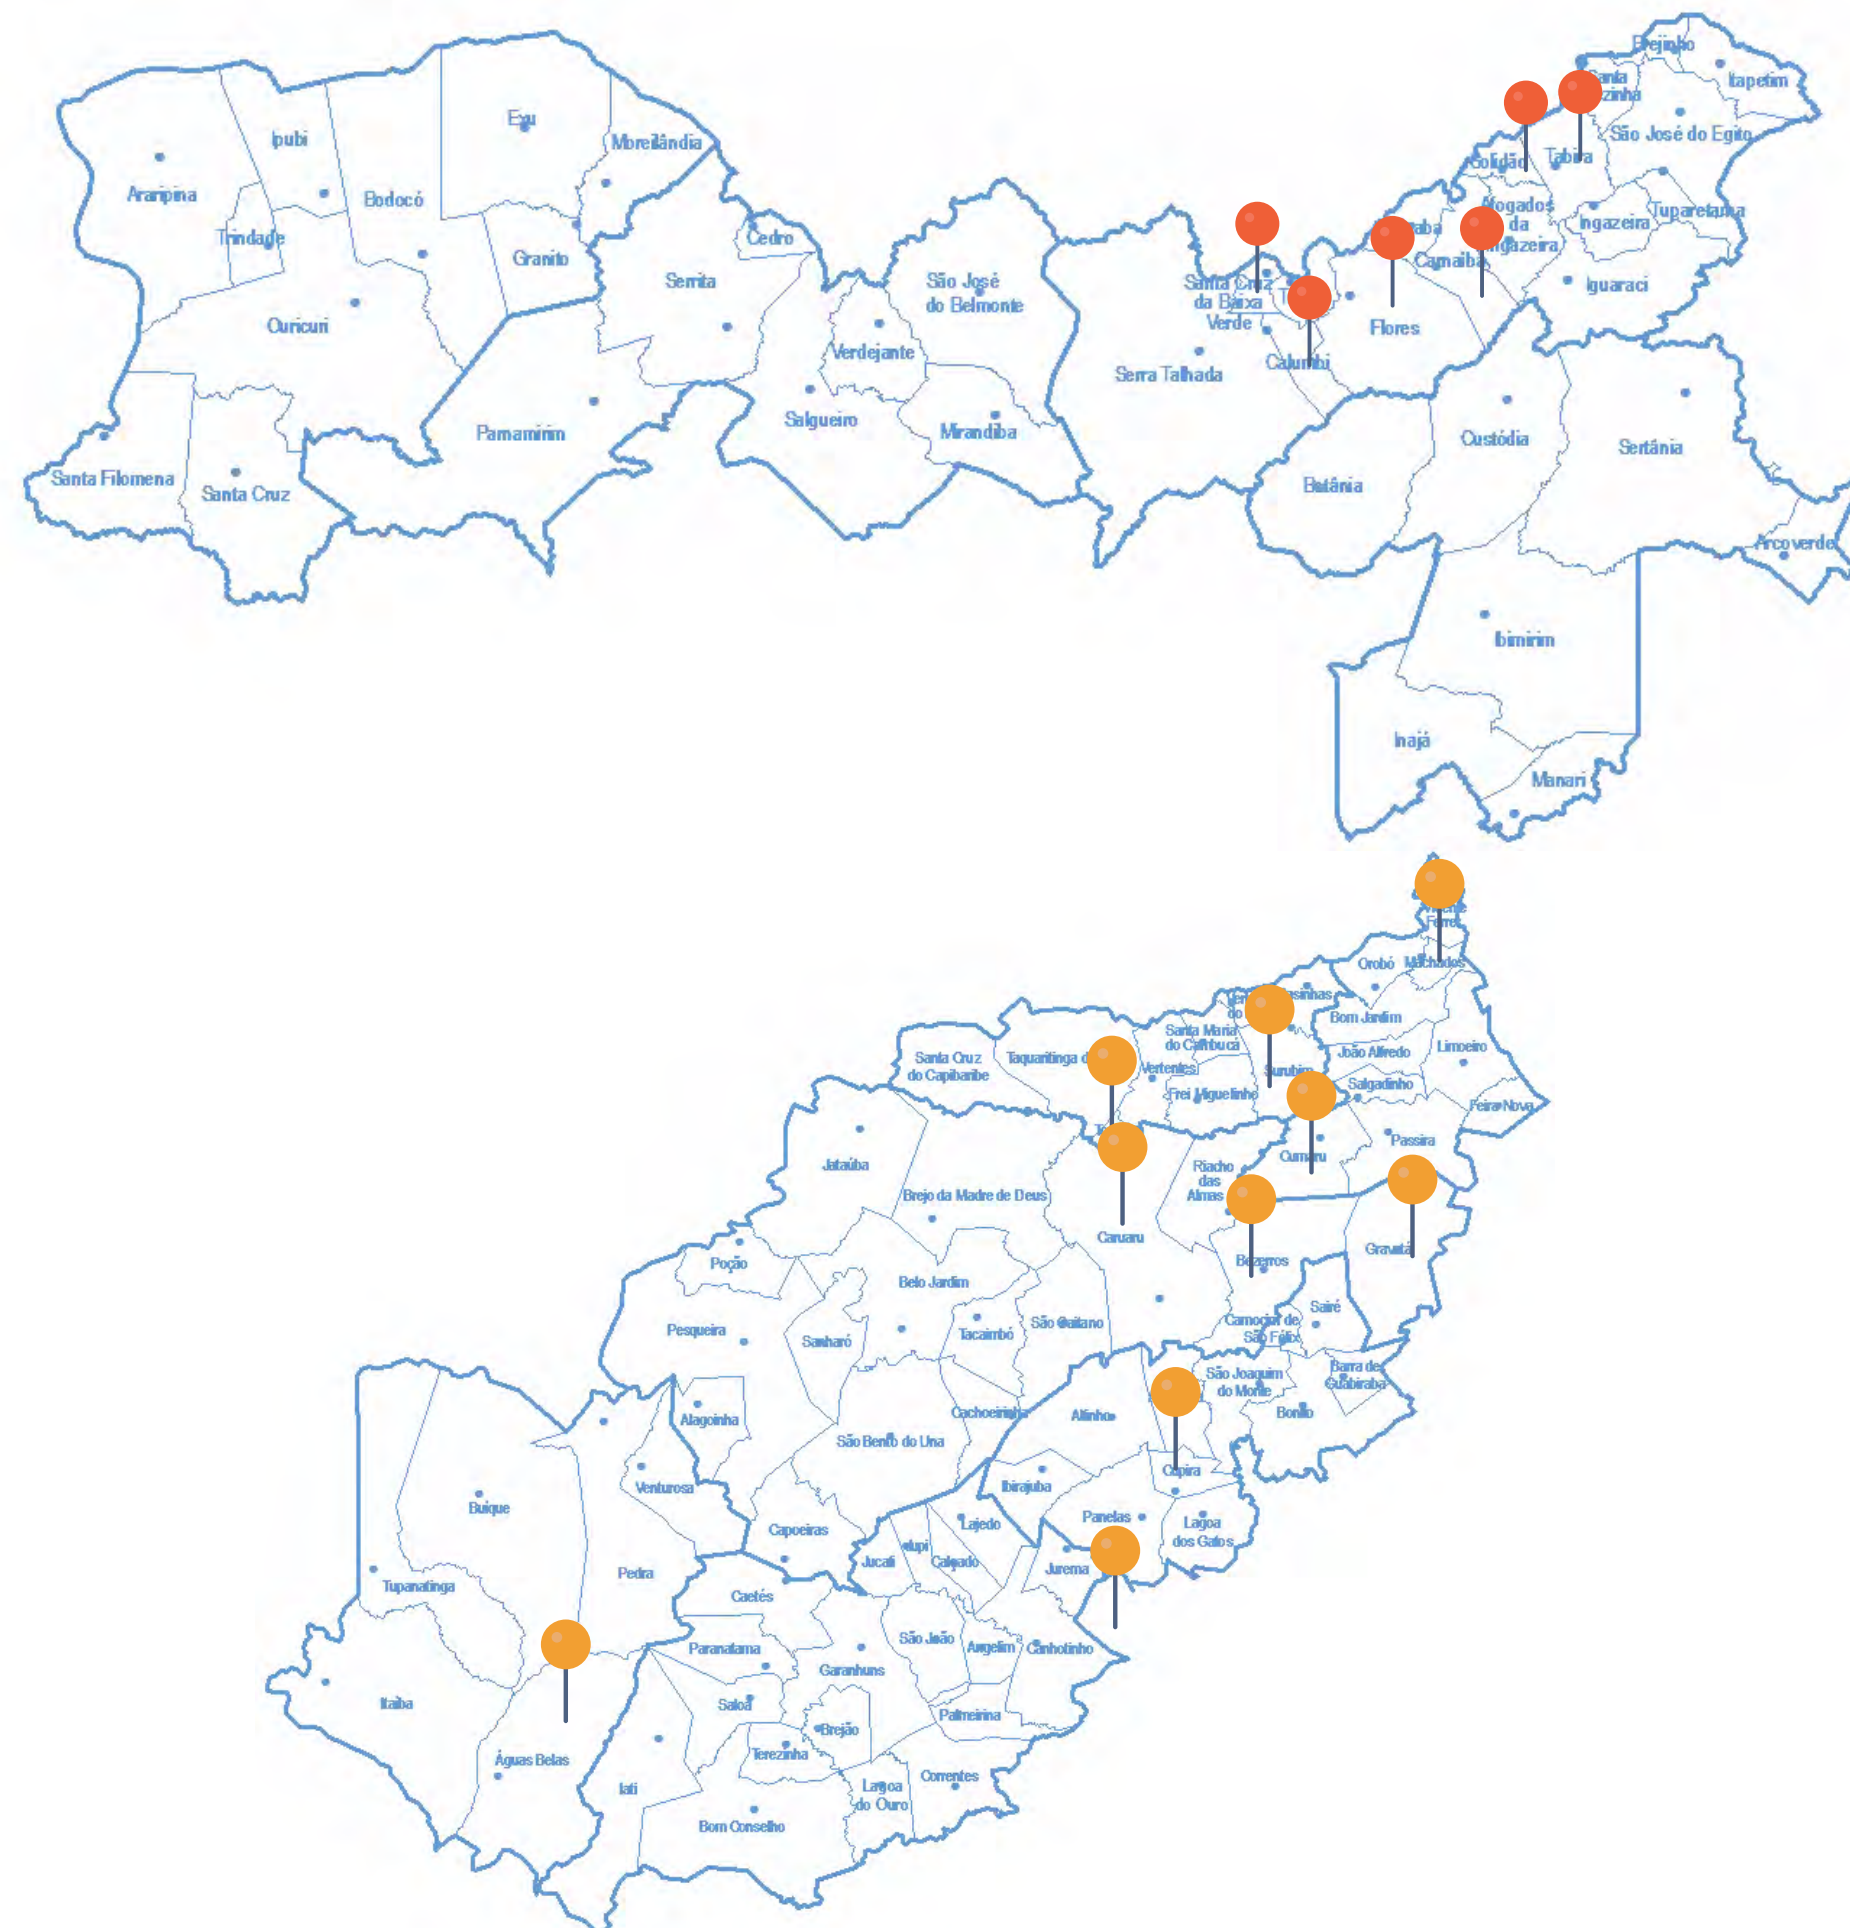 Brejinho
Itapetim
Santa
São José do Egito
Solidão
Tabira
Ipubi
Exu
Moreilândia
Araripina
Bodocó
Trindade
Granito
Cedro
Serrita
São José
do Belmonte
Afogados
da
Ingazeira
Ingazeira
Tuparetama
Carnaíba
Iguaraci
Santa Cruz
da Baixa
Verde
Flores
Calumbi
Serra Talhada
Ouricuri
Verdejante
Salgueiro
Mirandiba
Parnamirim
Santa Filomena
Santa Cruz
Betânia
Custódia
Sertânia
Arcoverde
Ibimirim
Inajá
Manari
Ferrer
Orobó
Machados
Bom Jardim
Santa Maria
do Cambucá
João Alfredo
Limoeiro
Santa Cruz
do Capibaribe
Taquaritinga d
Vertentes
Surubim
Salgadinho
Frei Miguelinho
Feira Nova
Passira
Cumaru
Jataúba
Riacho
das
Almas
Brejo da Madre de Deus
Caruaru
Gravatá
Bezerros
Poção
Belo Jardim
Sairé
Camocim de
São Félix
Pesqueira
Sanharó
Tacaimbó
São Caitano
São Joaquim
do Monte
Barra de
Guabiraba
Bonito
Alagoinha
Cachoeirinha
Altinho
São Bento do Una
Cupira
Ibirajuba
Venturosa
Buíque
Capoeiras
Lajedo
Panelas
Lagoa
dos Gatos
Jucati
Jupi
Calçado
Jurema
Pedra
Tupanatinga
Caetés
São João
Angelim
Canhotinho
Paranatama
Garanhuns
Itaíba
Saloá
Brejão
Palmeirina
Terezinha
Águas Belas
Iati
Lagoa
do Ouro
Correntes
Bom Conselho